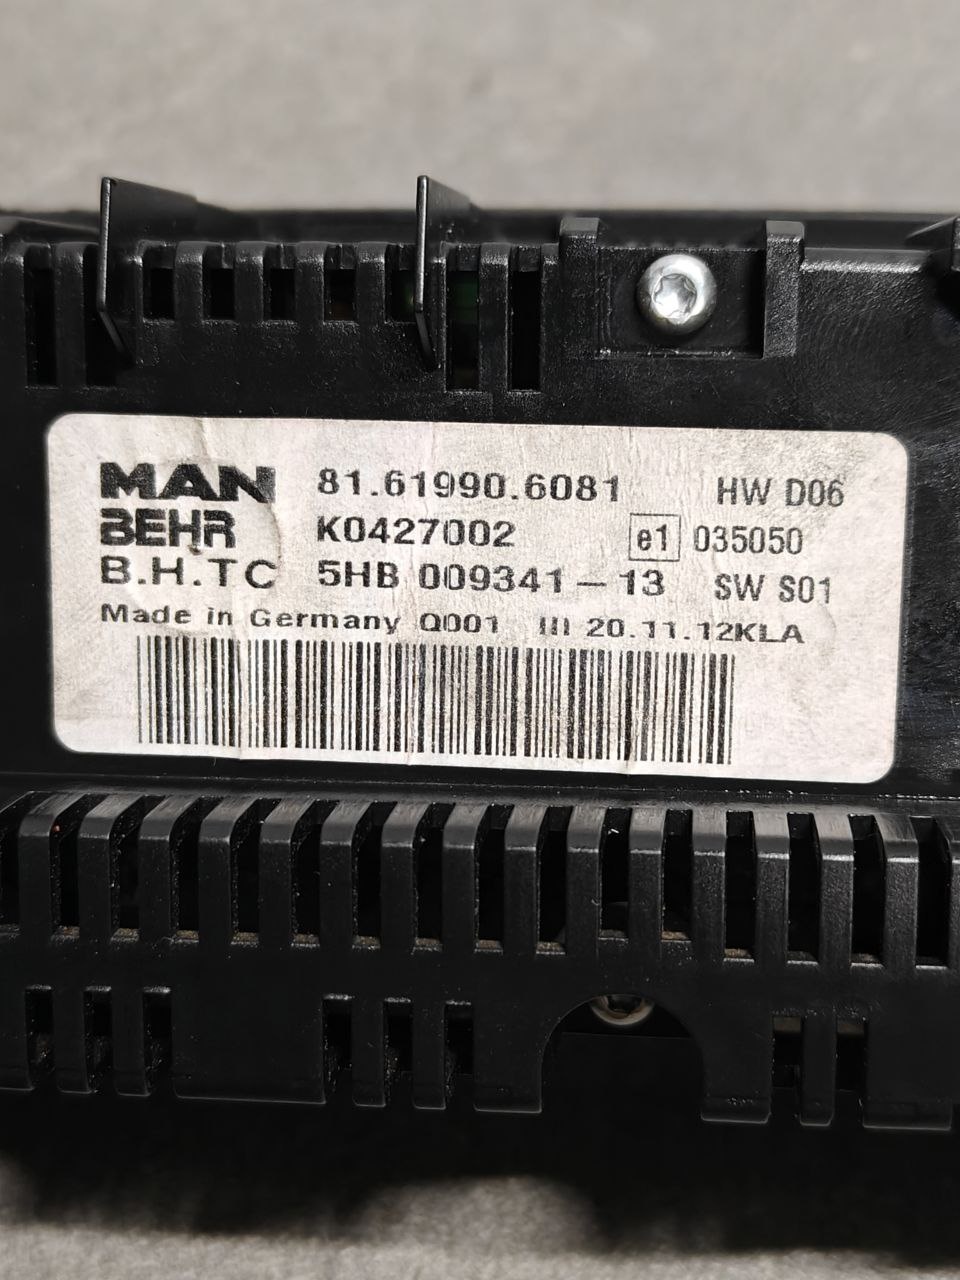 MAN 81.61990.6081 HW D06
BEHR K0427002 e1 035050
B.H.TC 5HB 009341-13 SW S01
Made in Germany Q001 III 20.11.12KLA